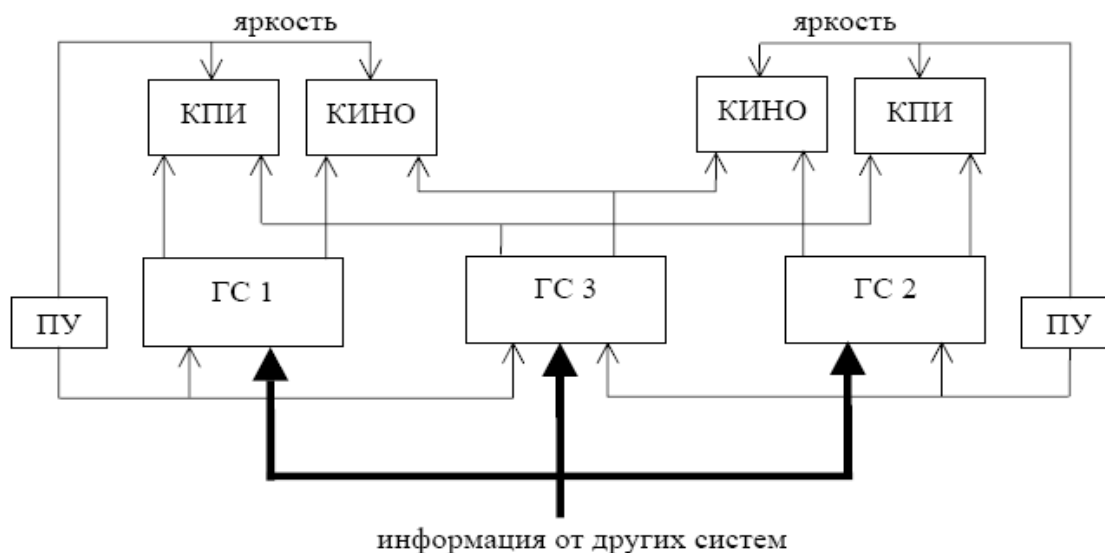 яркость яркость
КПИ КИНО КИНО КПИ
ГС 1 ГС 3 ГС 2
ПУ ПУ
информация от других систем